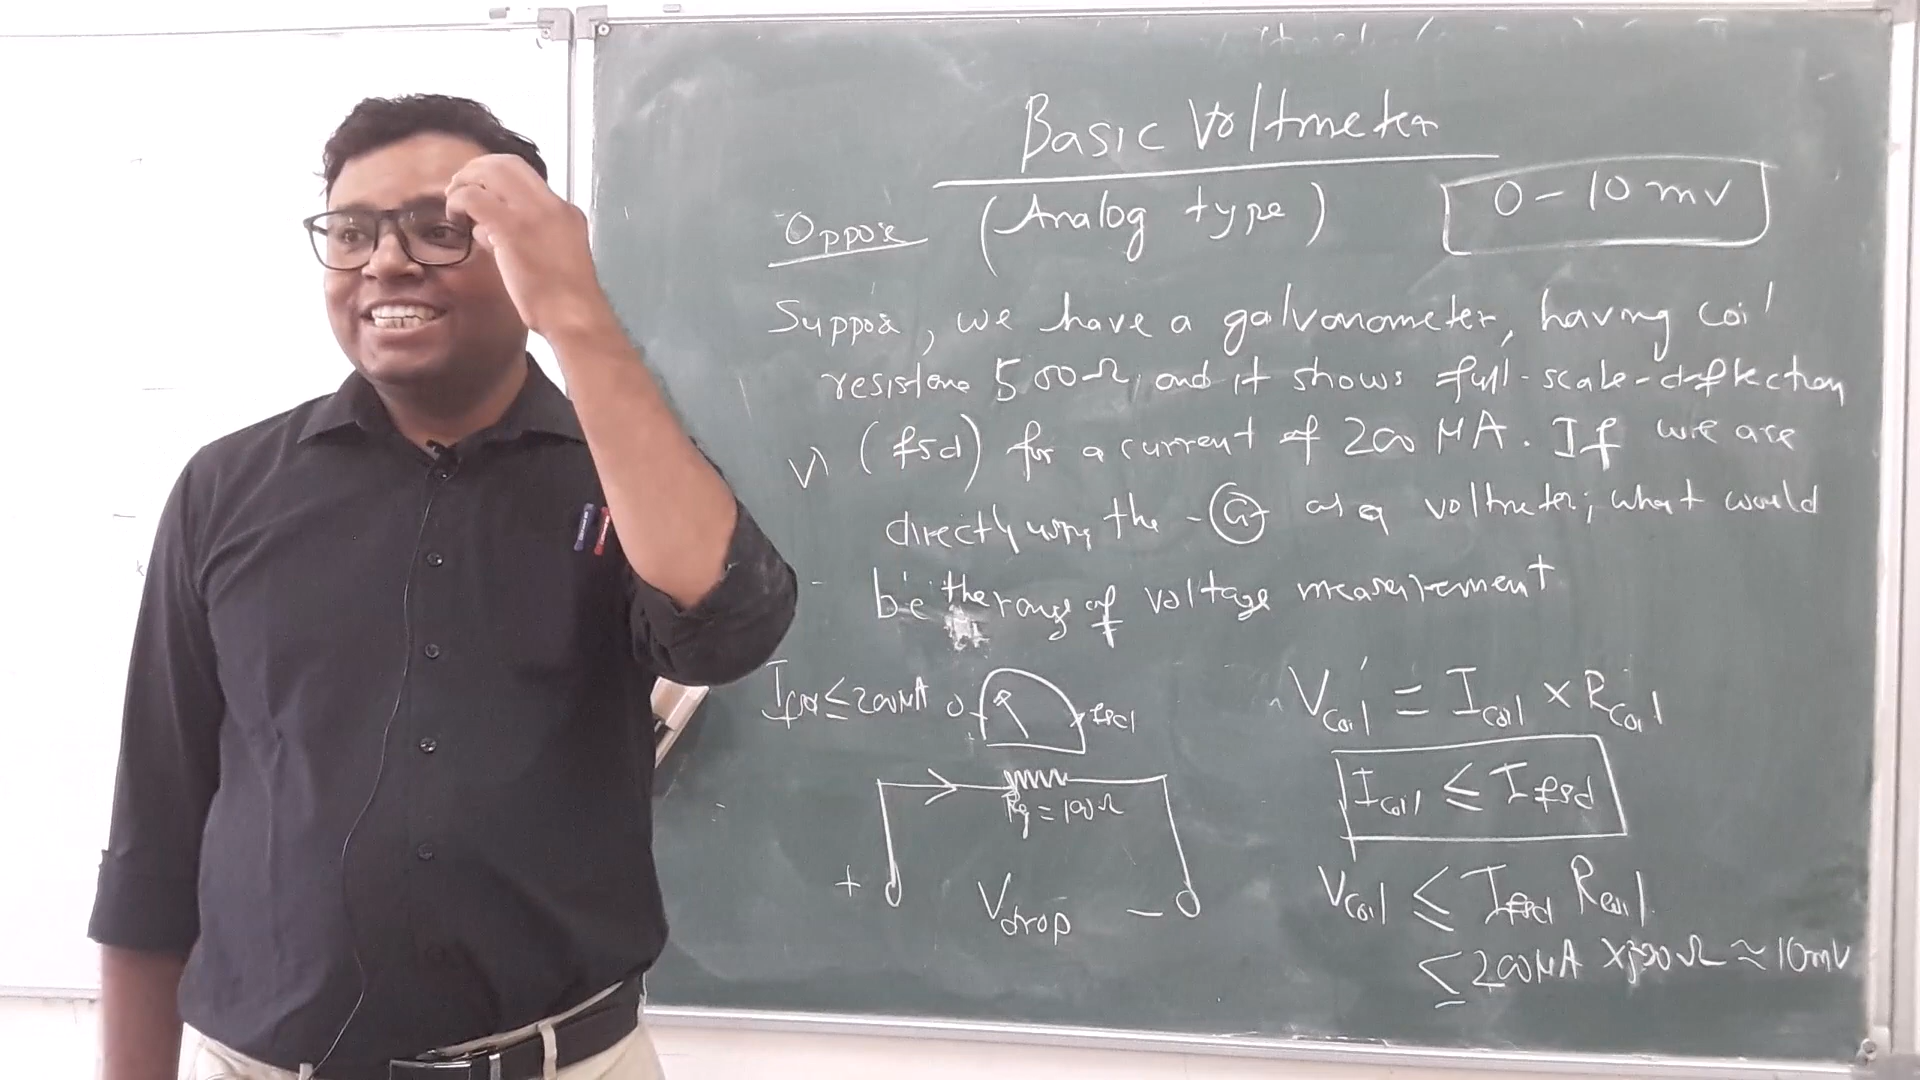 Basic Voltmeter
(Analog type)
0 - 10 mv
Suppose, we have a galvanometer, having coil
resistance 500Ω, and it shows full-scale-deflection
(fsd) for a current of 200 μA. If we are
directly using the G as a voltmeter; what would
be the range of voltage measurement
Ifsd ≤ 200μA
0
fsd
Rg = 100Ω
+ Vdrop -
Vcoil = Icoil × Rcoil
Icoil ≤ Ifsd
Vcoil ≤ Ifsd Rcoil
≤ 200μA × Ω ≈ 10mV